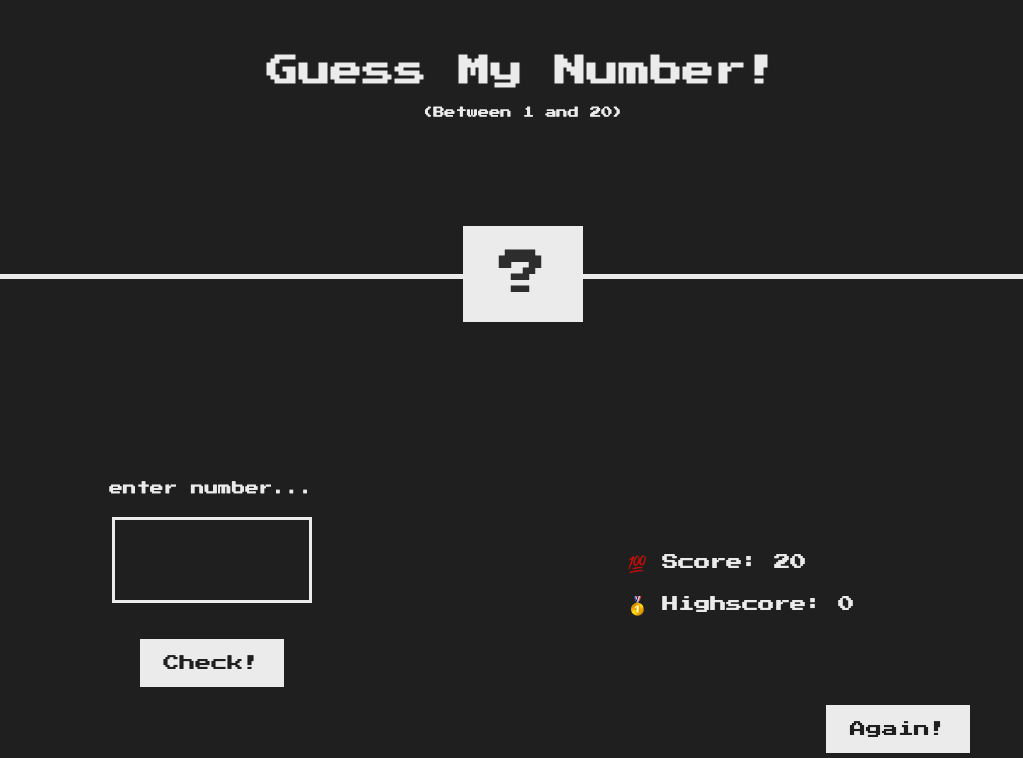 Guess My Number!
(Between 1 and 20)
?
enter number...
Check!
💯 Score: 20
🥇 Highscore: 0
Again!